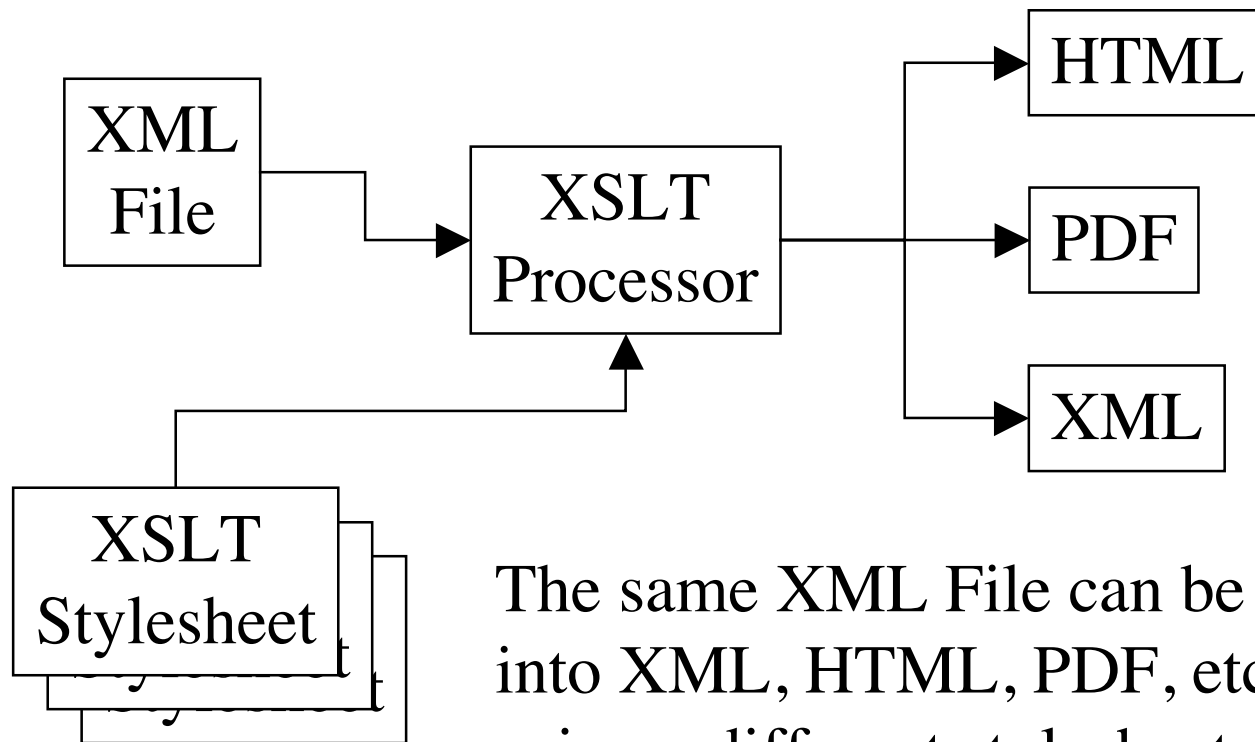 XML
File
XSLT
Processor
HTML
PDF
XML
XSLT
Stylesheet
The same XML File can be
into XML, HTML, PDF, etc